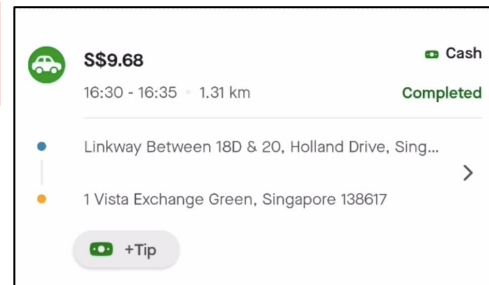 S$9.68
Cash
16:30 - 16:35 • 1.31 km
Completed
Linkway Between 18D & 20, Holland Drive, Sing...
1 Vista Exchange Green, Singapore 138617
+Tip